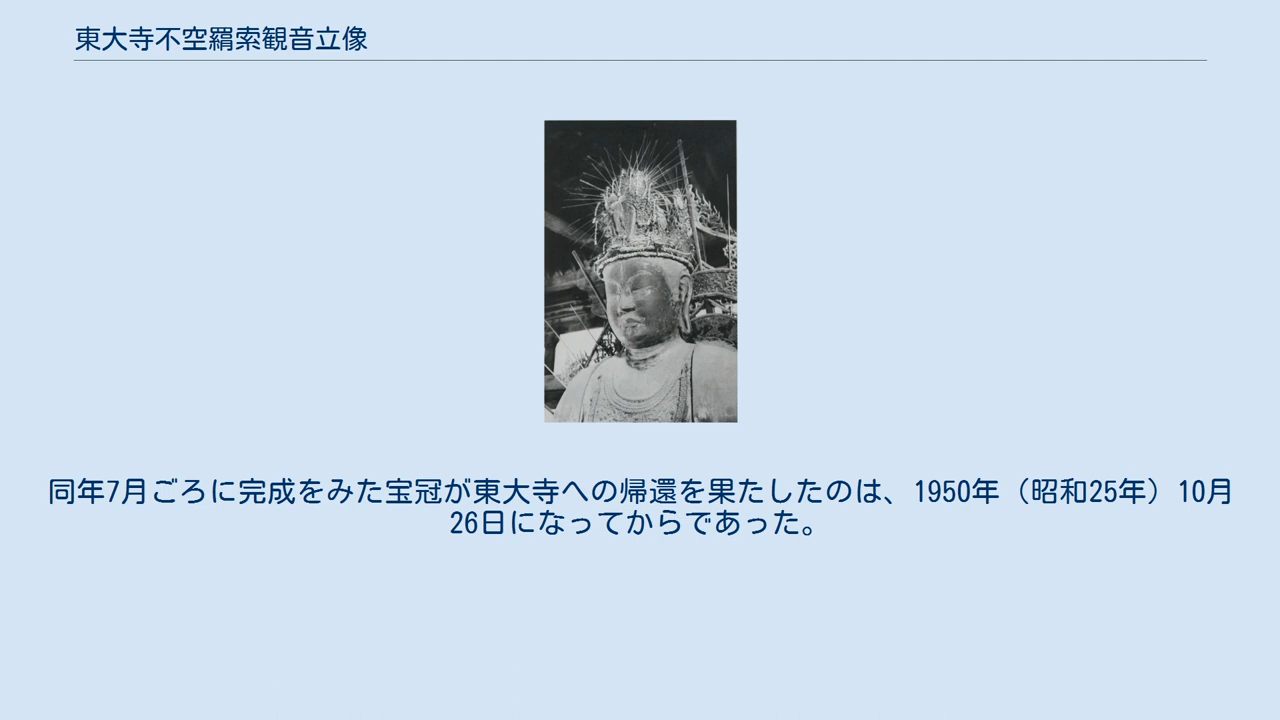 東大寺不空羂索観音立像
同年7月ごろに完成をみた宝冠が東大寺への帰還を果たしたのは、1950年（昭和25年）10月
26日になってからであった。